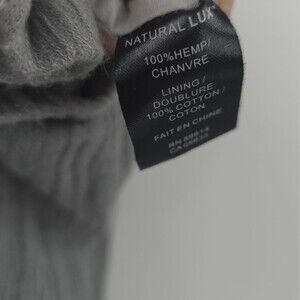 NATURAL LUX
100%HEMP/
CHANVRE
LINING/
DOUBLURE
100% COTTON/
COTON
FAIT EN CHINE